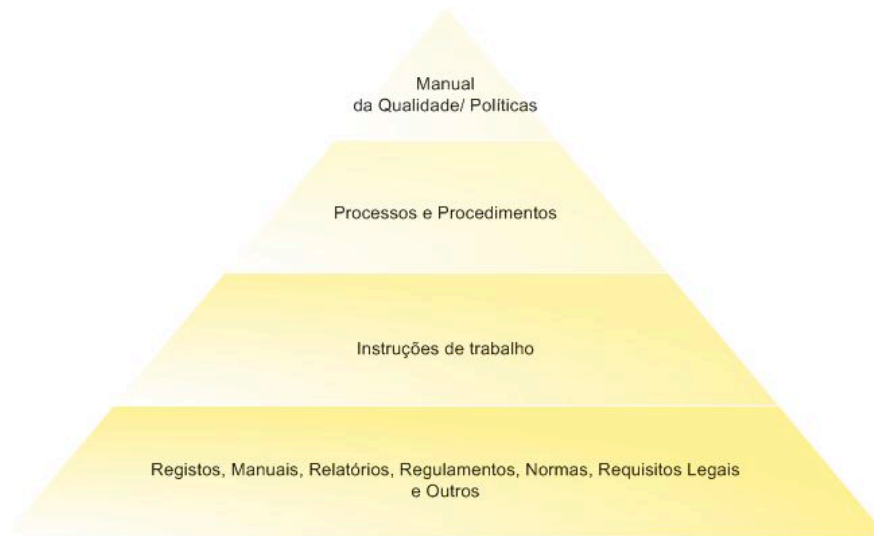 Manual
da Qualidade/ Políticas
Processos e Procedimentos
Instruções de trabalho
Registos, Manuais, Relatórios, Regulamentos, Normas, Requisitos Legais
e Outros